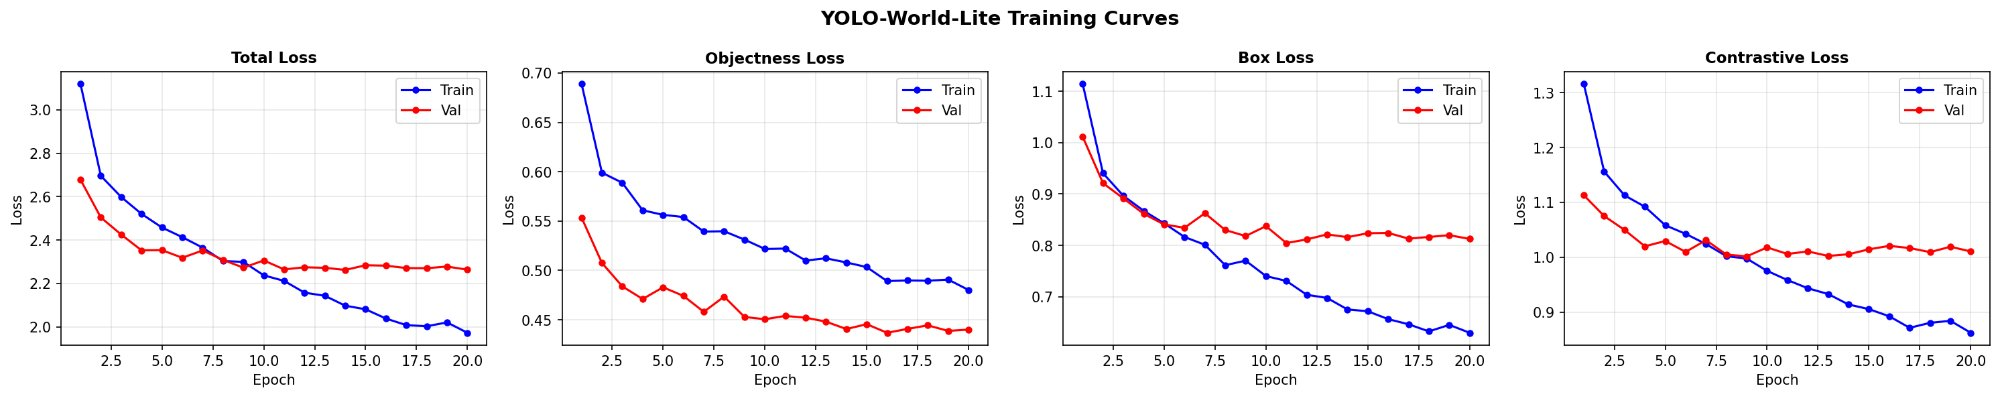 YOLO-World-Lite Training Curves
Total Loss
Loss
3.0
2.8
2.6
2.4
2.2
2.0
Train
Val
2.5 5.0 7.5 10.0 12.5 15.0 17.5 20.0
Epoch
Objectness Loss
Loss
0.70
0.65
0.60
0.55
0.50
0.45
Train
Val
2.5 5.0 7.5 10.0 12.5 15.0 17.5 20.0
Epoch
Box Loss
Loss
1.1
1.0
0.9
0.8
0.7
Train
Val
2.5 5.0 7.5 10.0 12.5 15.0 17.5 20.0
Epoch
Contrastive Loss
Loss
1.3
1.2
1.1
1.0
0.9
Train
Val
2.5 5.0 7.5 10.0 12.5 15.0 17.5 20.0
Epoch